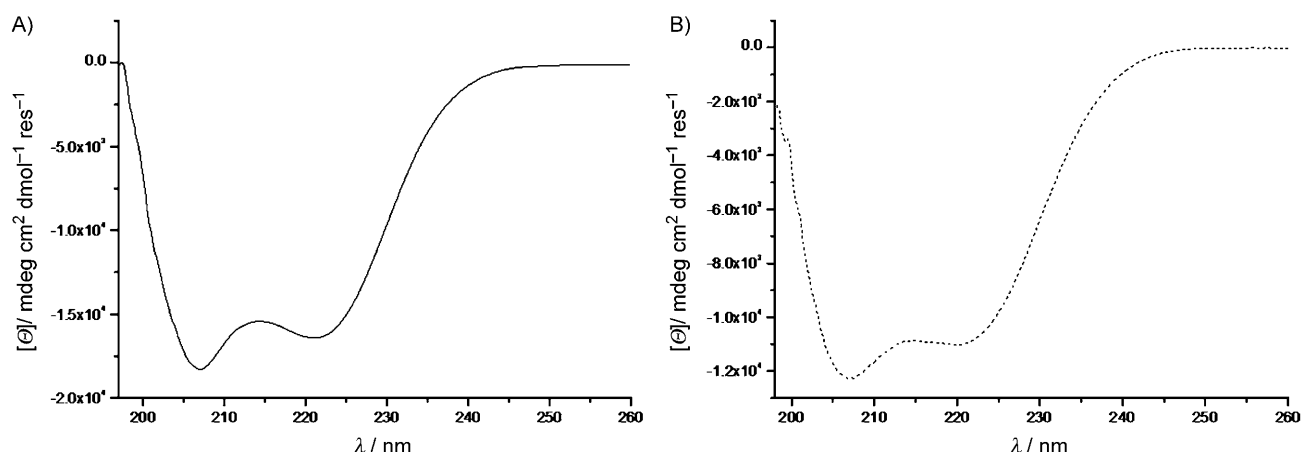 A)
[Θ]/ mdeg cm² dmol⁻¹ res⁻¹
0.0
-5.0x10³
-1.0x10⁴
-1.5x10⁴
-2.0x10⁴
200 210 220 230 240 250 260
λ / nm
B)
[Θ]/ mdeg cm² dmol⁻¹ res⁻¹
0.0
-2.0x10³
-4.0x10³
-6.0x10³
-8.0x10³
-1.0x10⁴
-1.2x10⁴
200 210 220 230 240 250 260
λ / nm